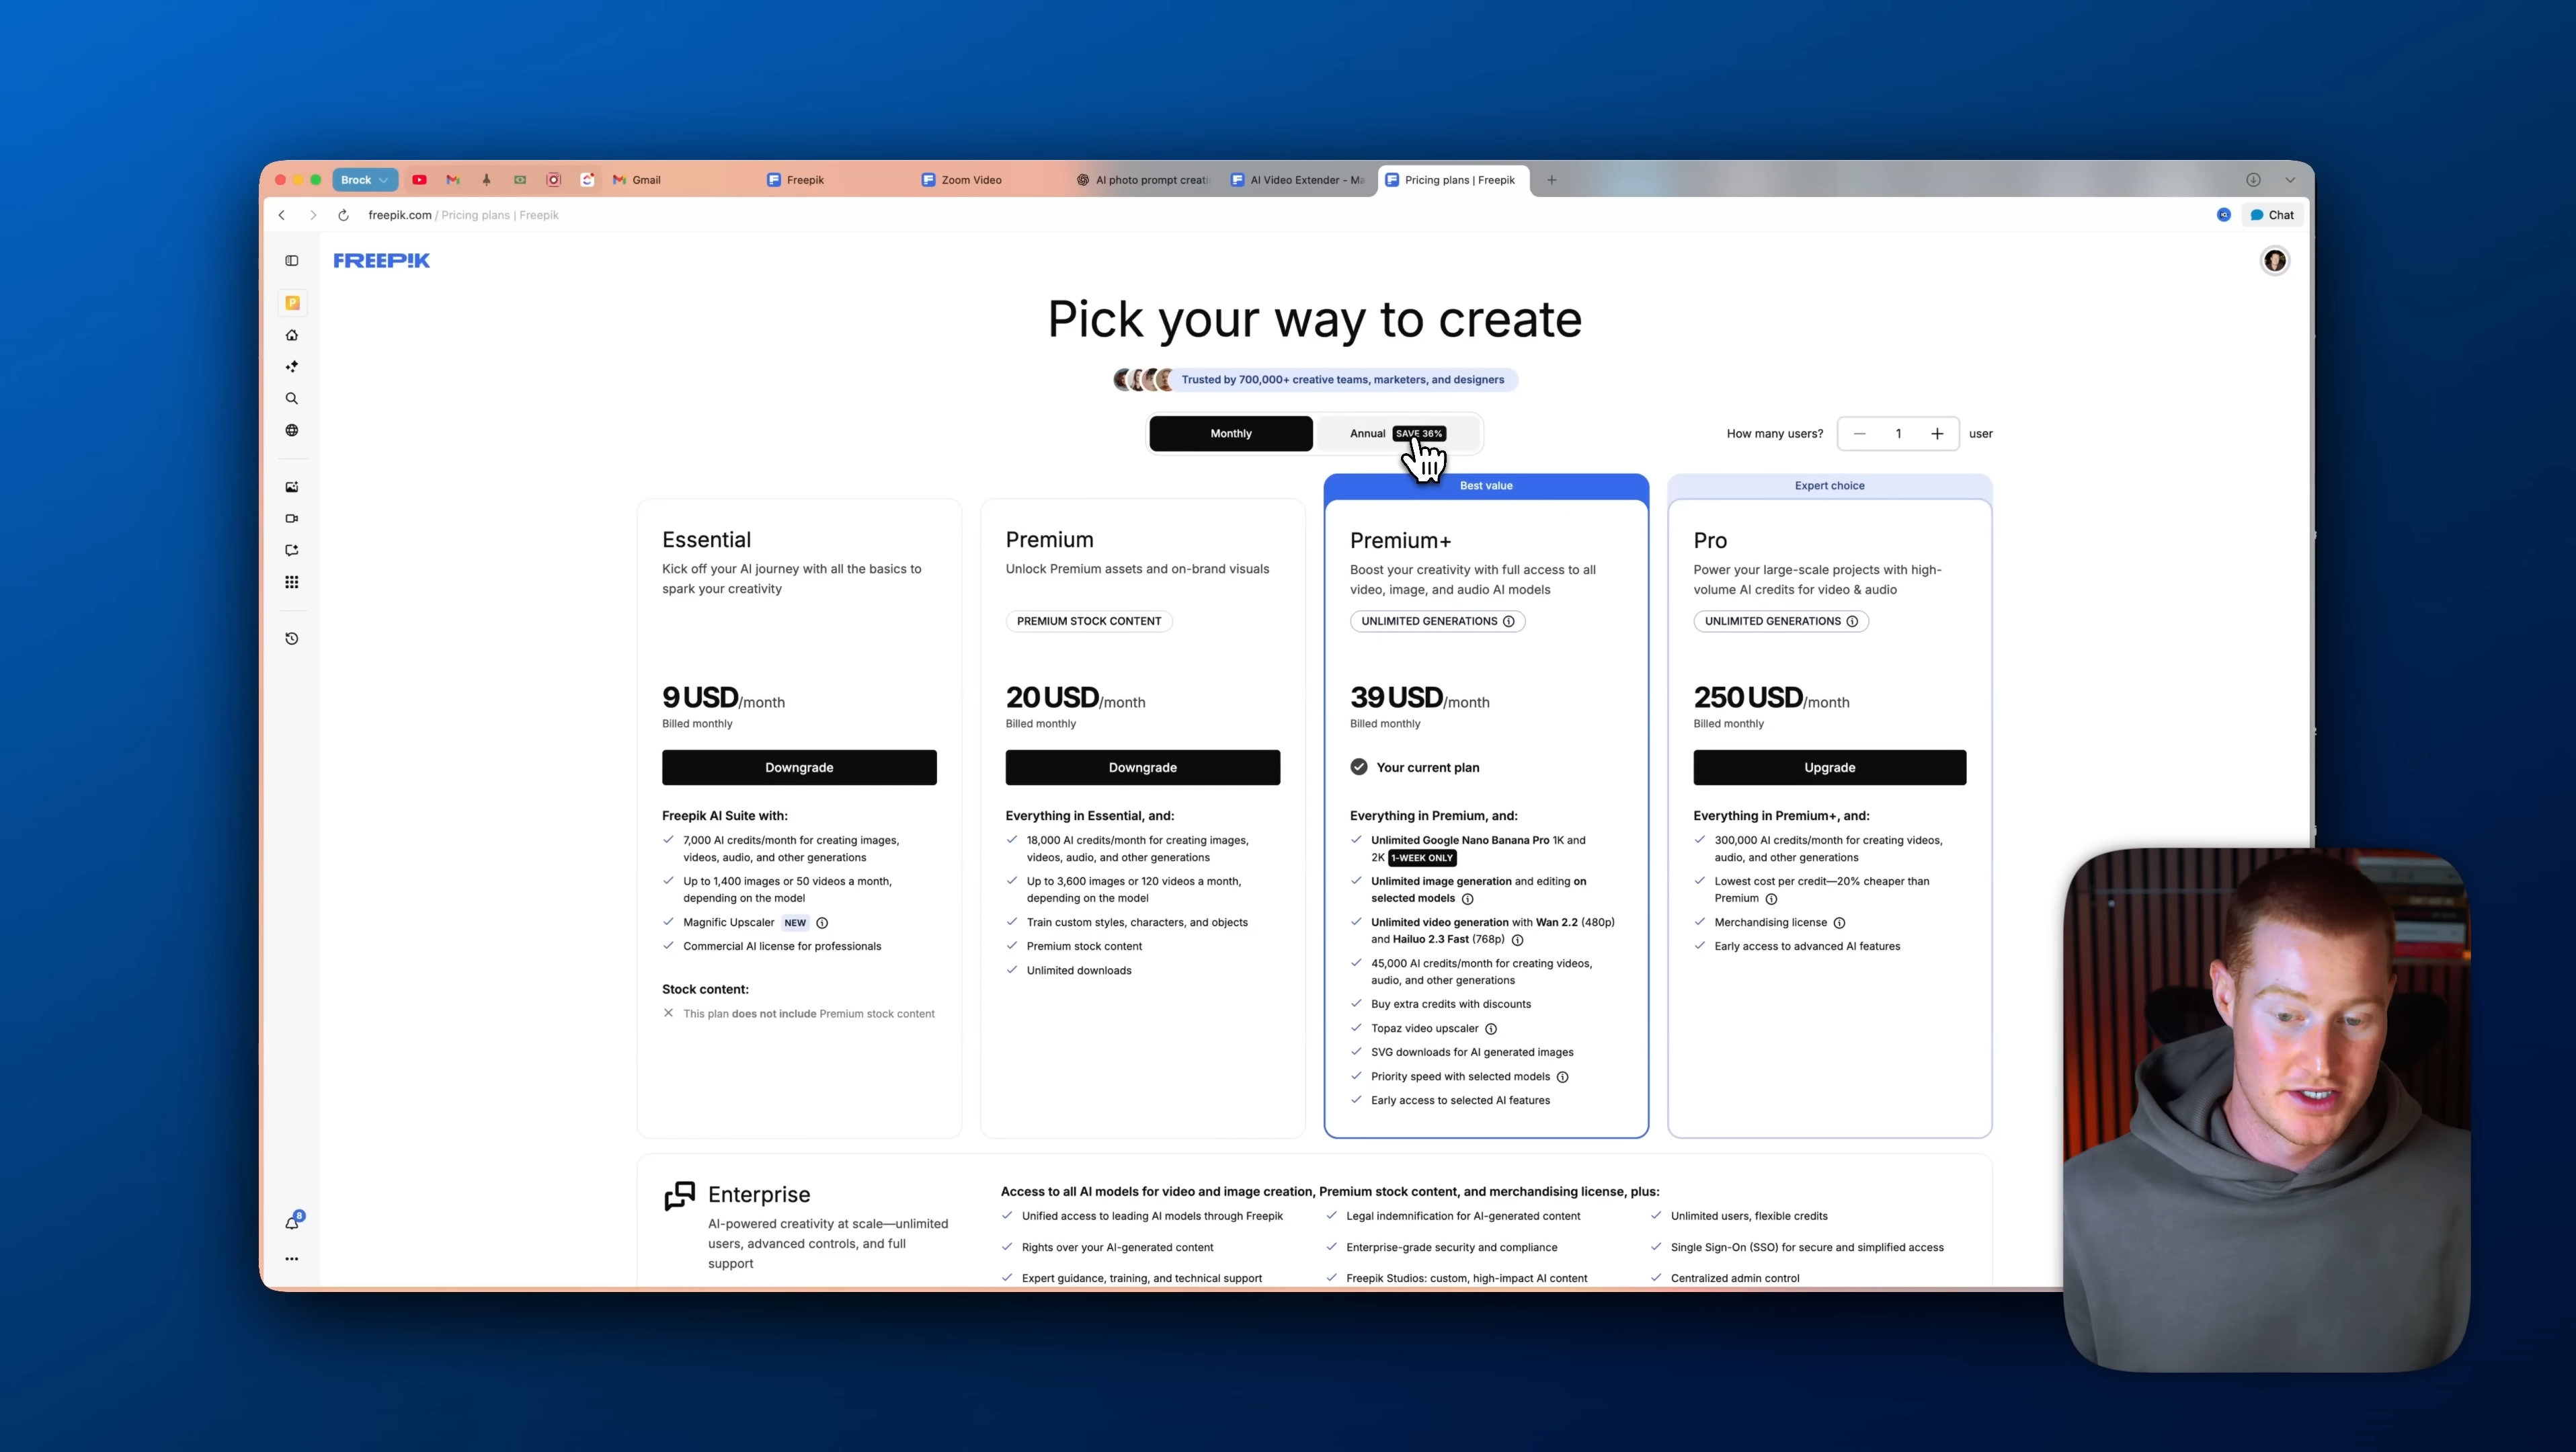 Brock
Gmail
Freepik
Zoom Video
AI photo prompt creati
AI Video Extender - Ma
Pricing plans | Freepik
freepik.com / Pricing plans | Freepik
Chat
FREEP!K
P
Pick your way to create
Trusted by 700,000+ creative teams, marketers, and designers
Monthly
Annual SAVE 36%
How many users? 1 user
Best value
Expert choice
Essential
Kick off your AI journey with all the basics to
spark your creativity
9 USD/month
Billed monthly
Downgrade
Freepik AI Suite with:
7,000 AI credits/month for creating images,
videos, audio, and other generations
Up to 1,400 images or 50 videos a month,
depending on the model
Magnific Upscaler NEW
Commercial AI license for professionals
Stock content:
This plan does not include Premium stock content
Premium
Unlock Premium assets and on-brand visuals
PREMIUM STOCK CONTENT
20 USD/month
Billed monthly
Downgrade
Everything in Essential, and:
18,000 AI credits/month for creating images,
videos, audio, and other generations
Up to 3,600 images or 120 videos a month,
depending on the model
Train custom styles, characters, and objects
Premium stock content
Unlimited downloads
Premium+
Boost your creativity with full access to all
video, image, and audio AI models
UNLIMITED GENERATIONS
39 USD/month
Billed monthly
Your current plan
Everything in Premium, and:
Unlimited Google Nano Banana Pro 1K and
2K 1-WEEK ONLY
Unlimited image generation and editing on
selected models
Unlimited video generation with Wan 2.2 (480p)
and Hailuo 2.3 Fast (768p)
45,000 AI credits/month for creating videos,
audio, and other generations
Buy extra credits with discounts
Topaz video upscaler
SVG downloads for AI generated images
Priority speed with selected models
Early access to selected AI features
Pro
Power your large-scale projects with high-
volume AI credits for video & audio
UNLIMITED GENERATIONS
250 USD/month
Billed monthly
Upgrade
Everything in Premium+, and:
300,000 AI credits/month for creating videos,
audio, and other generations
Lowest cost per credit—20% cheaper than
Premium
Merchandising license
Early access to advanced AI features
8
Enterprise
AI-powered creativity at scale—unlimited
users, advanced controls, and full
support
Access to all AI models for video and image creation, Premium stock content, and merchandising license, plus:
Unified access to leading AI models through Freepik
Legal indemnification for AI-generated content
Unlimited users, flexible credits
Rights over your AI-generated content
Enterprise-grade security and compliance
Single Sign-On (SSO) for secure and simplified access
Expert guidance, training, and technical support
Freepik Studios: custom, high-impact AI content
Centralized admin control